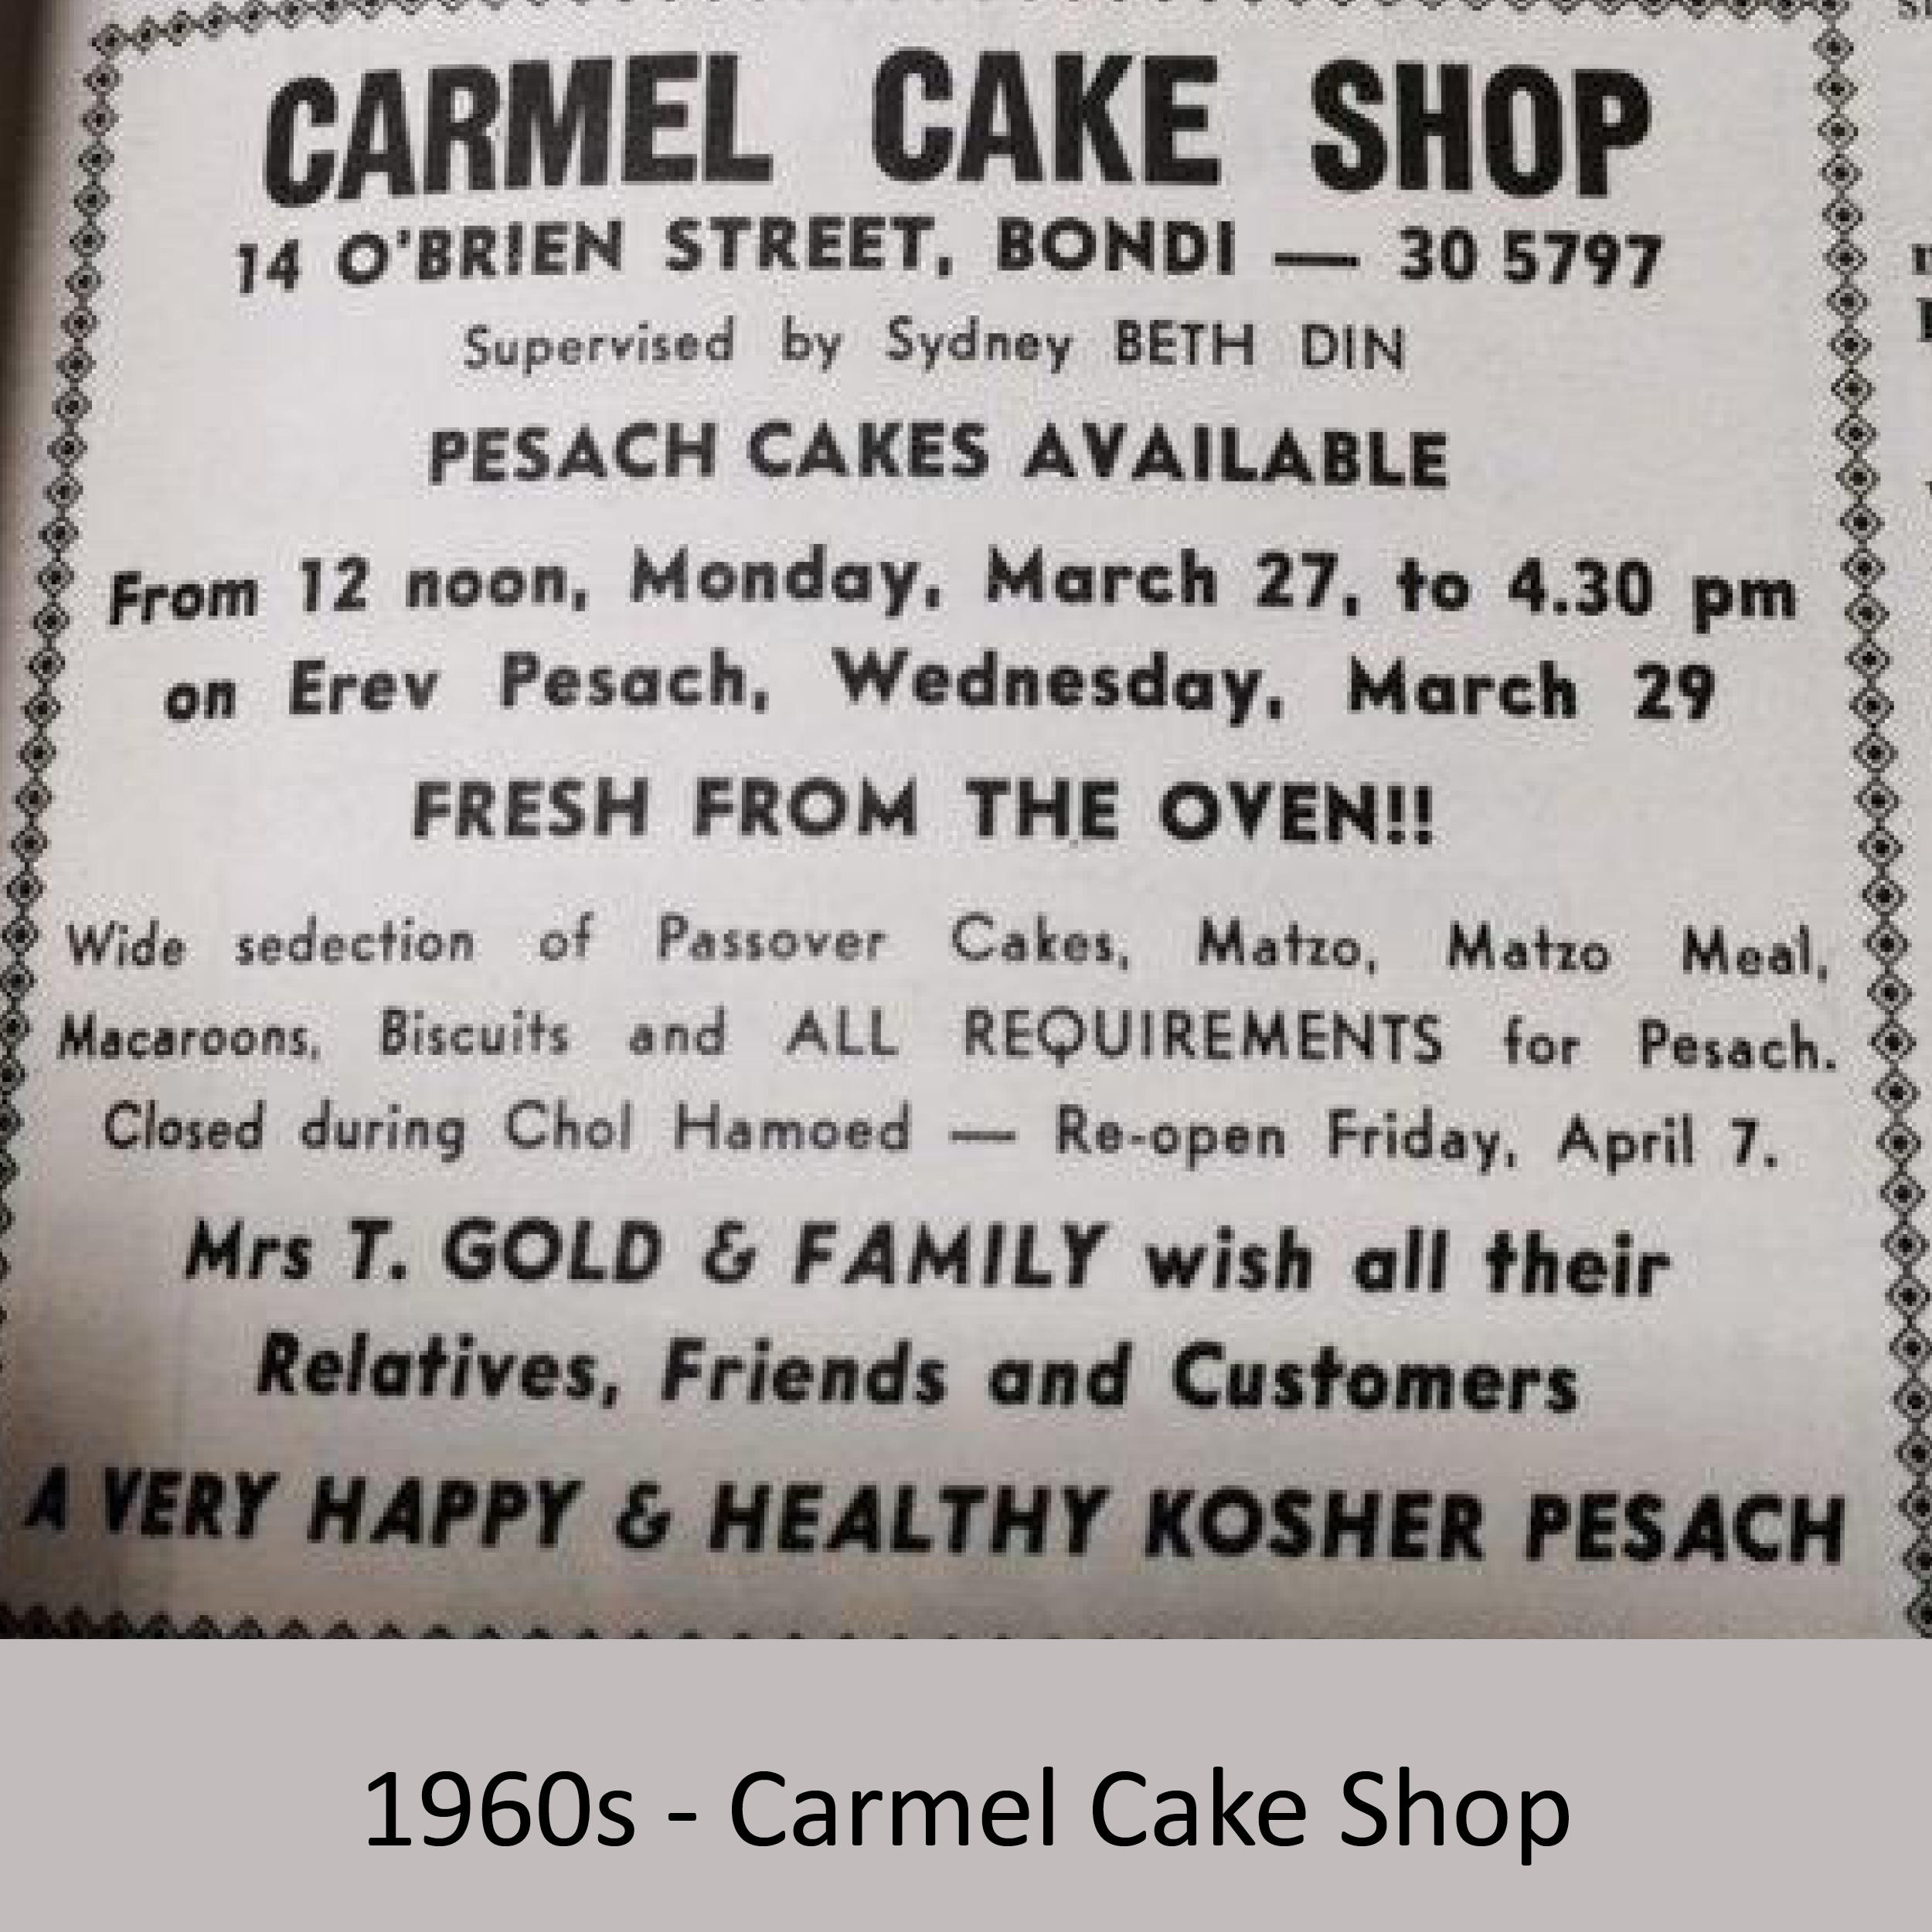 CARMEL CAKE SHOP
14 O'BRIEN STREET, BONDI — 30 5797
Supervised by Sydney BETH DIN
PESACH CAKES AVAILABLE
From 12 noon, Monday, March 27, to 4.30 pm
on Erev Pesach, Wednesday, March 29
FRESH FROM THE OVEN!!
Wide sedection of Passover Cakes, Matzo, Matzo Meal,
Macaroons, Biscuits and ALL REQUIREMENTS for Pesach.
Closed during Chol Hamoed — Re-open Friday, April 7.
Mrs T. GOLD & FAMILY wish all their
Relatives, Friends and Customers
A VERY HAPPY & HEALTHY KOSHER PESACH
1960s - Carmel Cake Shop